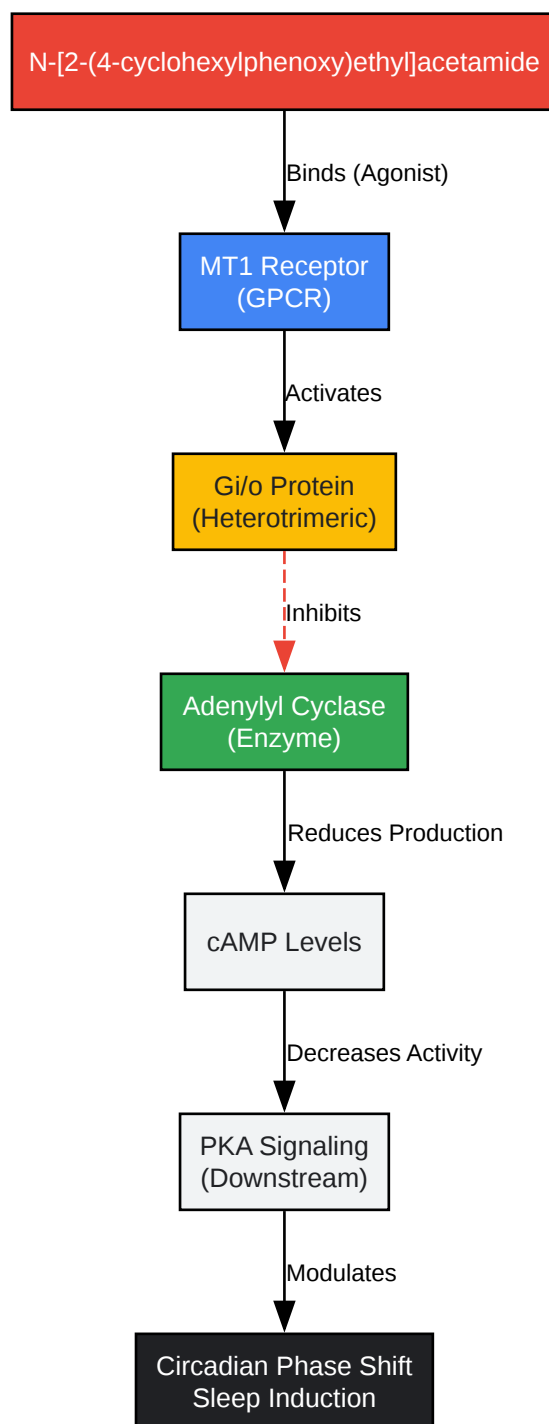 N-[2-(4-cyclohexylphenoxy)ethyl]acetamide
Binds (Agonist)
MT1 Receptor
(GPCR)
Activates
Gi/o Protein
(Heterotrimeric)
Inhibits
Adenylyl Cyclase
(Enzyme)
Reduces Production
cAMP Levels
Decreases Activity
PKA Signaling
(Downstream)
Modulates
Circadian Phase Shift
Sleep Induction